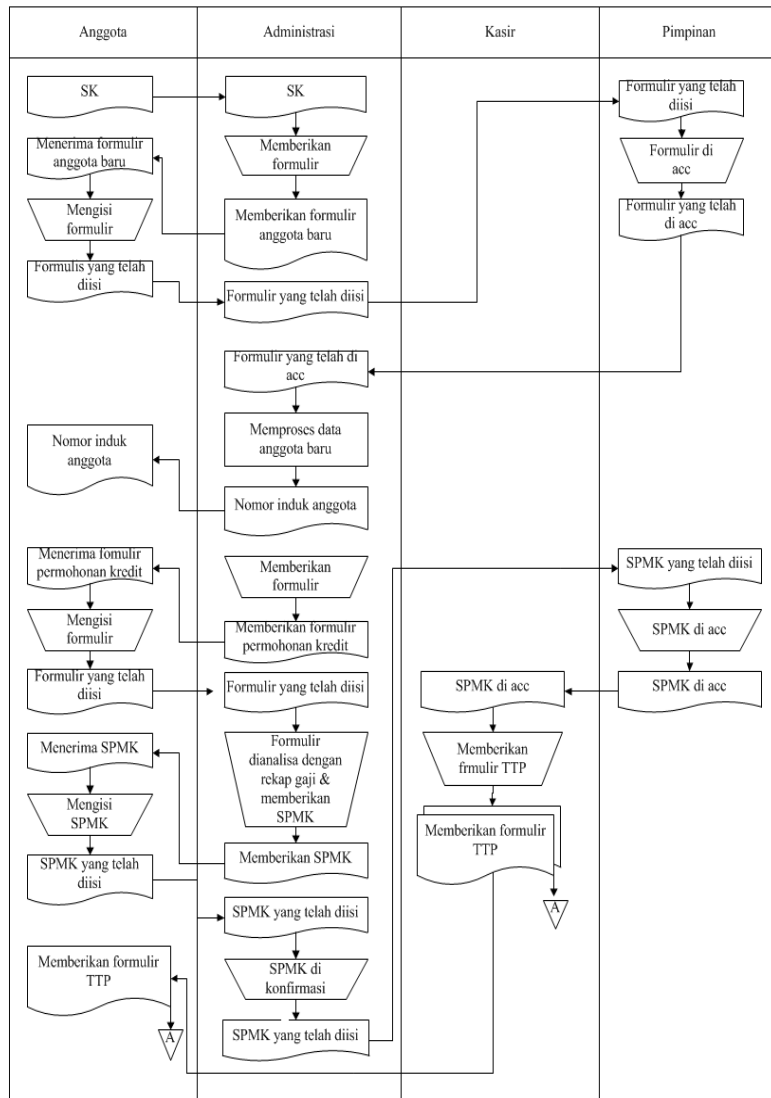 Anggota
Administrasi
Kasir
Pimpinan
SK
Menerima formulir
anggota baru
Mengisi
formulir
Formulis yang telah
diisi
Nomor induk
anggota
Menerima fomulir
permohonan kredit
Mengisi
formulir
Formulir yang telah
diisi
Menerima SPMK
Mengisi
SPMK
SPMK yang telah
diisi
Memberikan formulir
TTP
A
SK
Memberikan
formulir
Memberikan formulir
anggota baru
Formulir yang telah diisi
Formulir yang telah di
acc
Memproses data
anggota baru
Nomor induk anggota
Memberikan
formulir
Memberikan formulir
permohonan kredit
Formulir yang telah diisi
Formulir
dianalisa dengan
rekap gaji &
memberikan
SPMK
Memberikan SPMK
SPMK yang telah diisi
SPMK di
konfirmasi
SPMK yang telah diisi
SPMK di acc
Memberikan
frmulir TTP
Memberikan formulir
TTP
A
Formulir yang telah
diisi
Formulir di
acc
Formulir yang telah
di acc
SPMK yang telah diisi
SPMK di acc
SPMK di acc